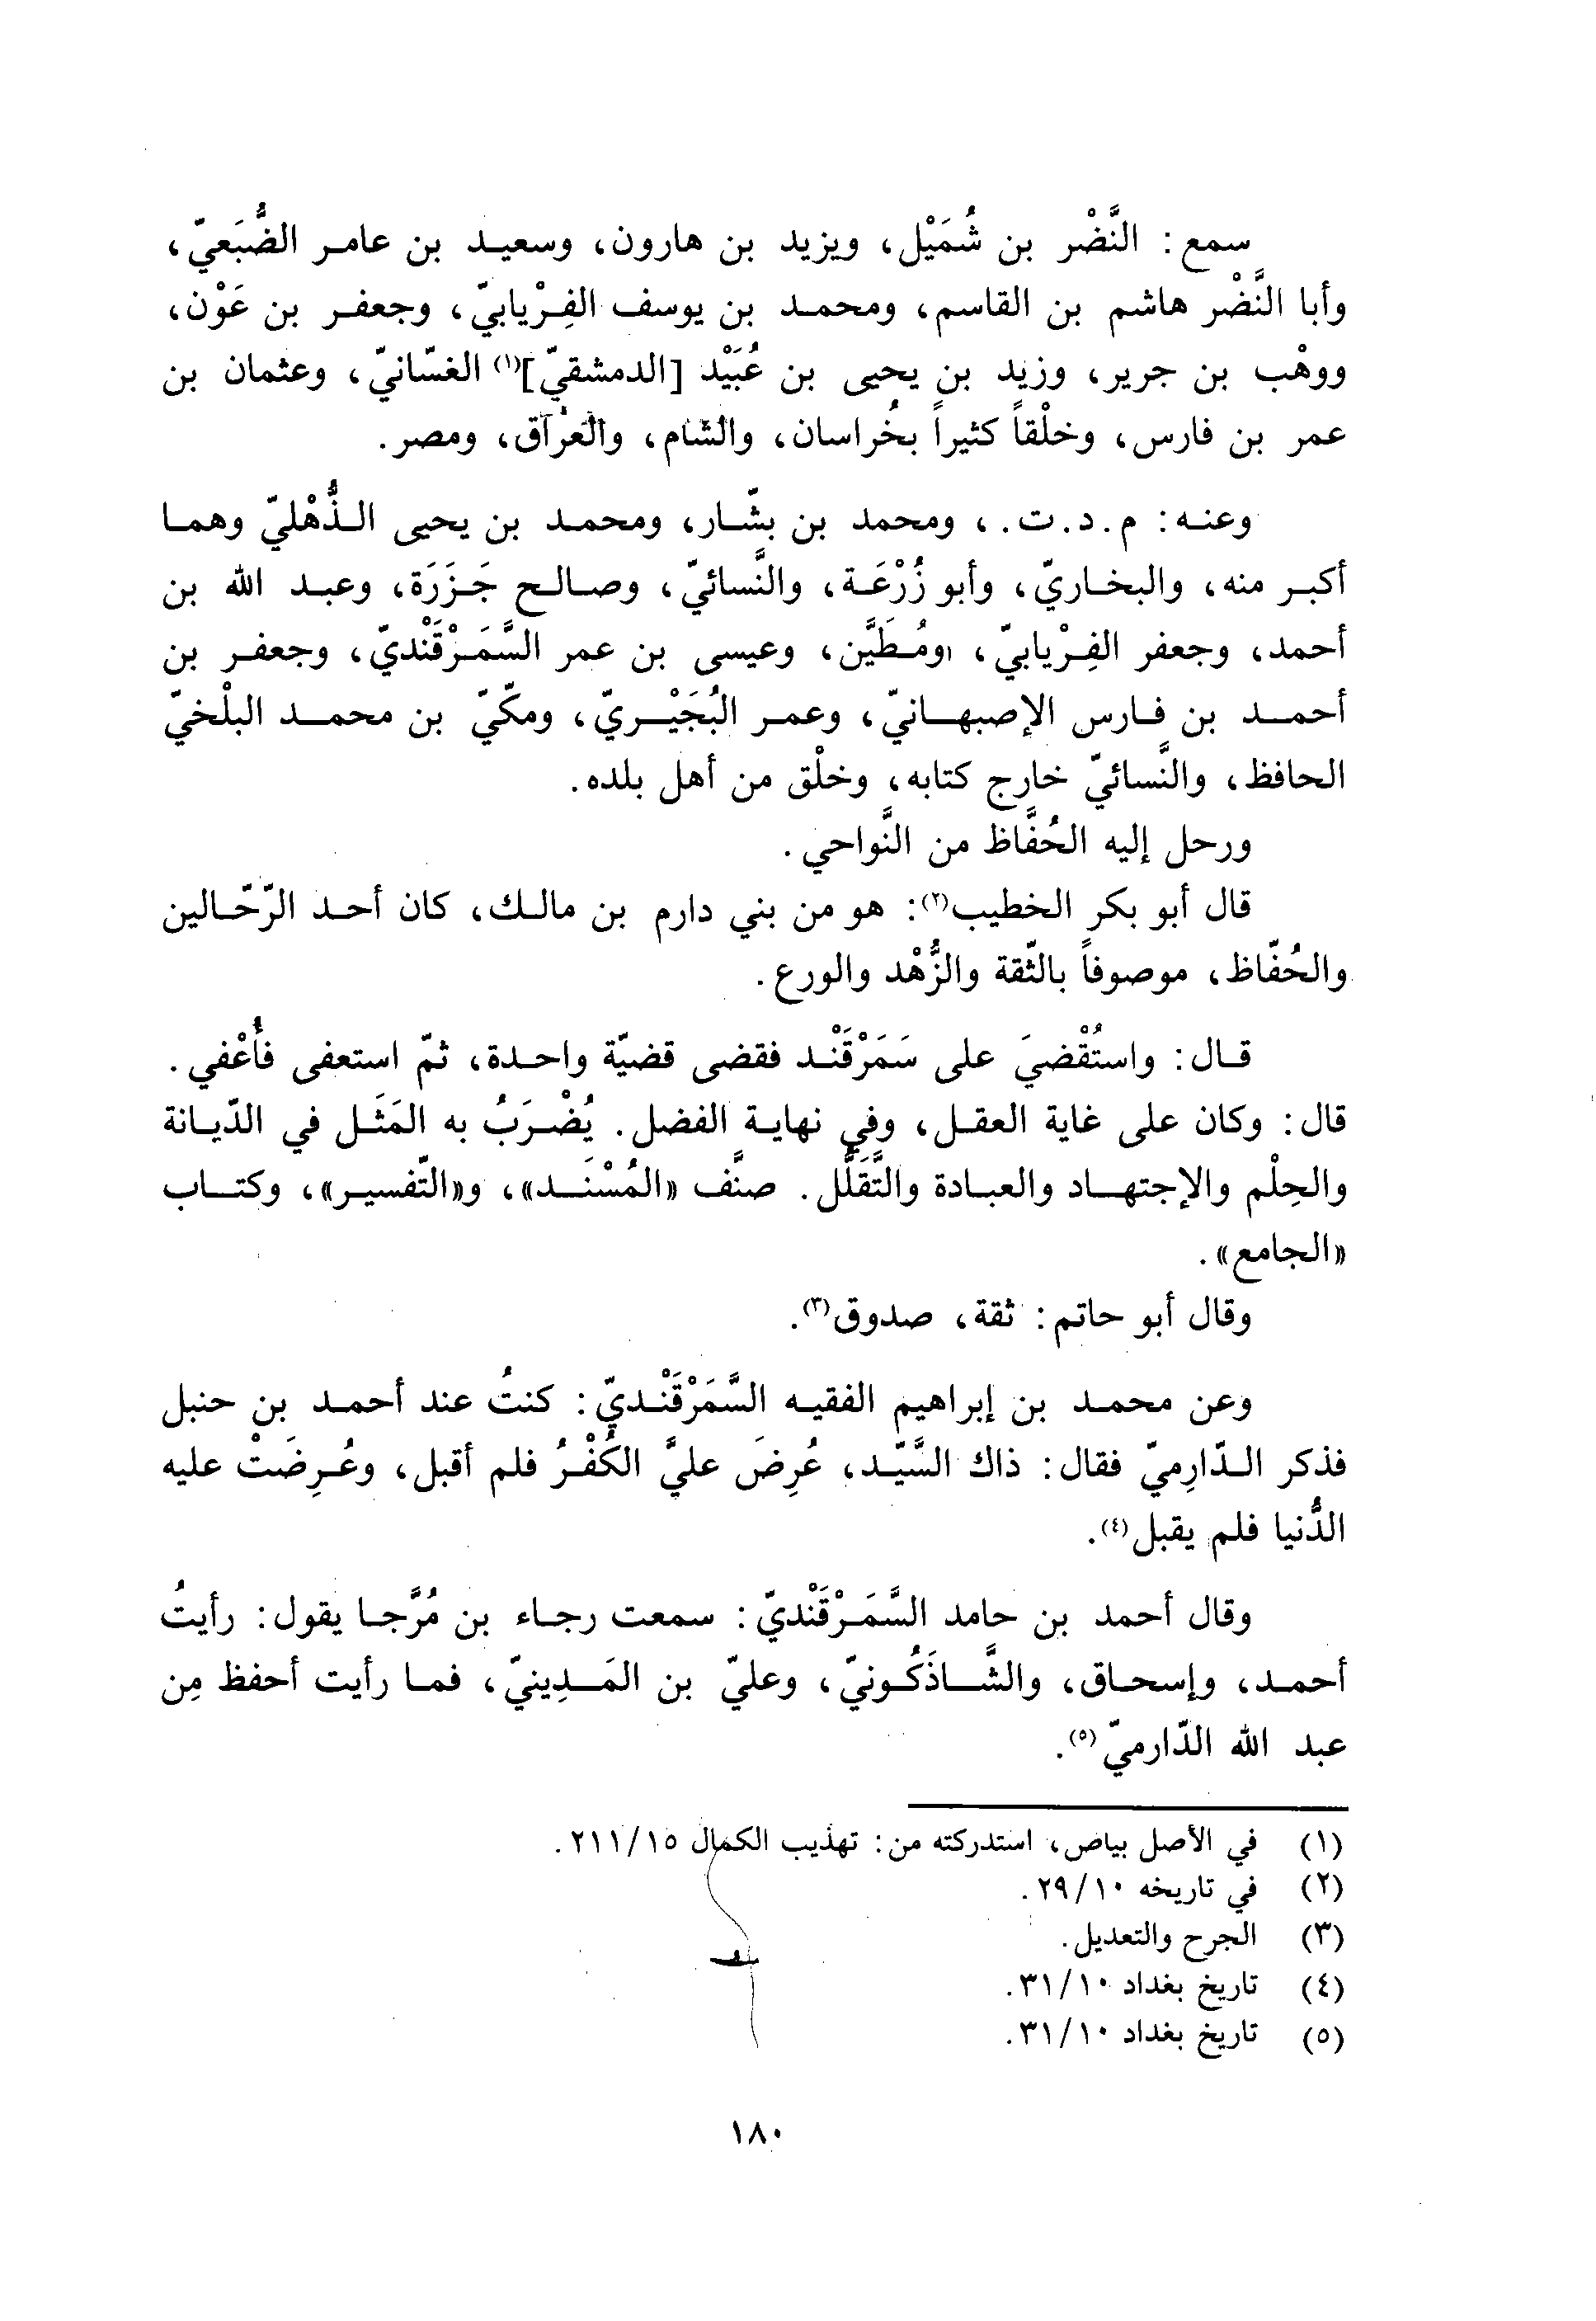 سمع: النَّضْر بن شُمَيْل، ويزيد بن هارون، وسعيد بن عامر الضُّبَعيّ،
وأبا النَّضْر هاشم بن القاسم، ومحمد بن يوسف الفِرْيابيّ، وجعفر بن عَوْن،
ووهْب بن جرير، وزيد بن يحيى بن عُبَيْد [الدمشقيّ](١) الغسّانيّ، وعثمان بن
عمر بن فارس، وخلْقاً كثيراً بخُراسان، والشام، والعراق، ومصر.
وعنه: م. د. ت. ، ومحمد بن بشّار، ومحمد بن يحيى الذُّهْليّ وهما
أكبر منه، والبخاريّ، وأبو زُرْعَة، والنَّسائيّ، وصالح جَزَرَة، وعبد الله بن
أحمد، وجعفر الفِرْيابيّ، ومُطَيَّن، وعيسى بن عمر السَّمَرْقَنْديّ، وجعفر بن
أحمد بن فارس الإصبهانيّ، وعمر البُجَيْريّ، ومكّيّ بن محمد البلْخيّ
الحافظ، والنَّسائيّ خارج كتابه، وخلْق من أهل بلده.
ورحل إليه الحُفَّاظ من النَّواحي.
قال أبو بكر الخطيب(٢): هو من بني دارم بن مالك، كان أحد الرّحّالين
والحُفّاظ، موصوفاً بالثّقة والزُّهْد والورع.
قال: واستُقْضيَ على سَمَرْقَنْد فقضى قضيّة واحدة، ثمّ استعفى فأُعْفي.
قال: وكان على غاية العقل، وفي نهاية الفضل. يُضْرَبُ به المَثَل في الدّيانة
والحِلْم والإجتهاد والعبادة والتَّقَلُّل. صنَّف «المُسْنَد»، و«التّفسير»، وكتاب
«الجامع».
وقال أبو حاتم: ثقة، صدوق(٣).
وعن محمد بن إبراهيم الفقيه السَّمَرْقَنْديّ: كنتُ عند أحمد بن حنبل
فذكر الدّارِميّ فقال: ذاك السَّيّد، عُرِضَ عليَّ الكُفْرُ فلم أقبل، وعُرِضَتْ عليه
الدُّنيا فلم يقبل(٤).
وقال أحمد بن حامد السَّمَرْقَنْديّ: سمعت رجاء بن مُرَّجا يقول: رأيتُ
أحمد، وإسحاق، والشَّاذَكُونيّ، وعليّ بن المَدِينيّ، فما رأيت أحفظ مِن
عبد الله الدّارميّ(٥).
(١) في الأصل بياض، استدركته من: تهذيب الكمال ٢١١/١٥.
(٢) في تاريخه ٢٩/١٠.
(٣) الجرح والتعديل.
(٤) تاريخ بغداد ٣١/١٠.
(٥) تاريخ بغداد ٣١/١٠.
١٨٠